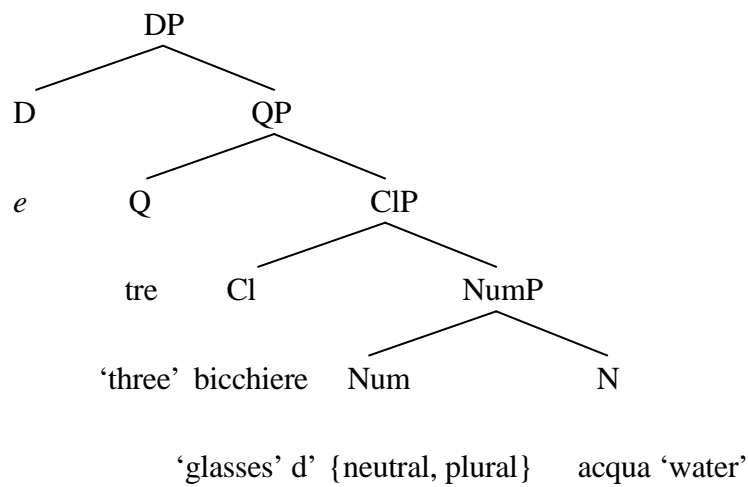 DP
D QP
e Q ClP
tre Cl NumP
‘three’ bicchiere Num N
‘glasses’ d’ {neutral, plural} acqua ‘water’